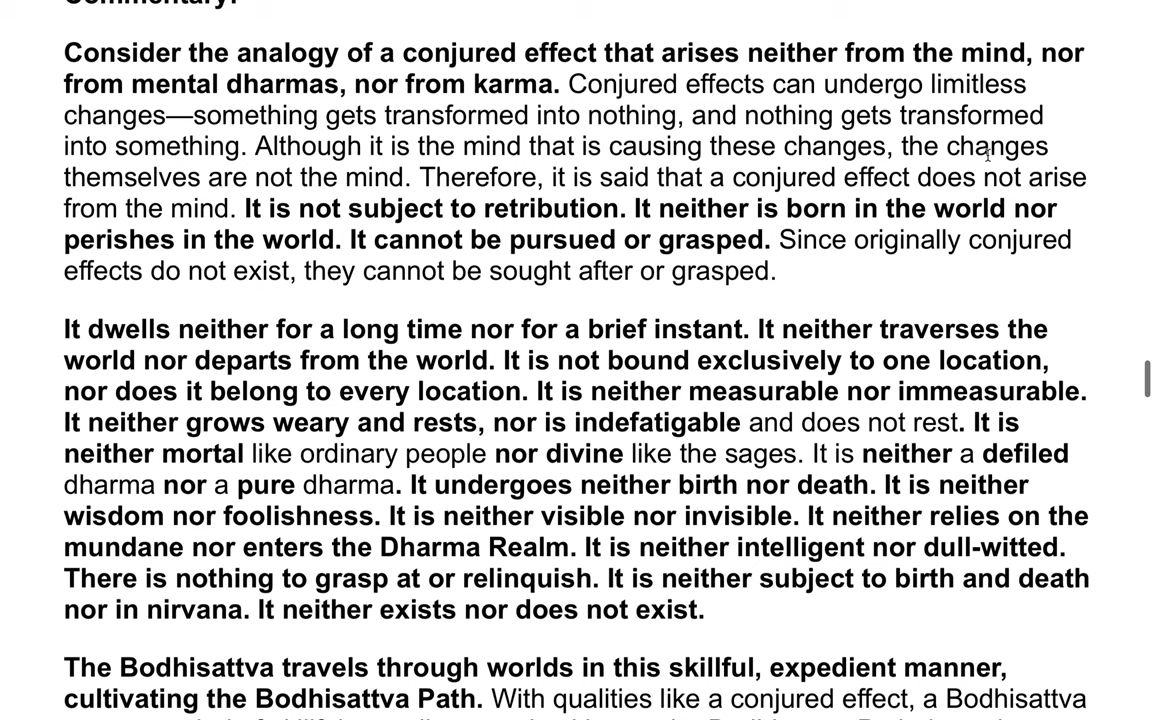 Commentary:
Consider the analogy of a conjured effect that arises neither from the mind, nor
from mental dharmas, nor from karma. Conjured effects can undergo limitless
changes—something gets transformed into nothing, and nothing gets transformed
into something. Although it is the mind that is causing these changes, the changes
themselves are not the mind. Therefore, it is said that a conjured effect does not arise
from the mind. It is not subject to retribution. It neither is born in the world nor
perishes in the world. It cannot be pursued or grasped. Since originally conjured
effects do not exist, they cannot be sought after or grasped.
It dwells neither for a long time nor for a brief instant. It neither traverses the
world nor departs from the world. It is not bound exclusively to one location,
nor does it belong to every location. It is neither measurable nor immeasurable.
It neither grows weary and rests, nor is indefatigable and does not rest. It is
neither mortal like ordinary people nor divine like the sages. It is neither a defiled
dharma nor a pure dharma. It undergoes neither birth nor death. It is neither
wisdom nor foolishness. It is neither visible nor invisible. It neither relies on the
mundane nor enters the Dharma Realm. It is neither intelligent nor dull-witted.
There is nothing to grasp at or relinquish. It is neither subject to birth and death
nor in nirvana. It neither exists nor does not exist.
The Bodhisattva travels through worlds in this skillful, expedient manner,
cultivating the Bodhisattva Path. With qualities like a conjured effect, a Bodhisattva